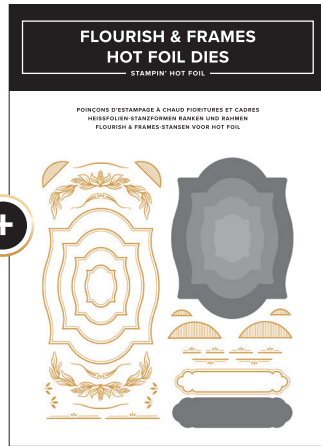 FLOURISH & FRAMES
HOT FOIL DIES
STAMPIN' HOT FOIL
POINÇONS D'ESTAMPAGE À CHAUD FIORITURES ET CADRES
HEISSFOLIEN-STANZFORMEN RANKEN UND RAHMEN
FLOURISH & FRAMES-STANSEN VOOR HOT FOIL
+